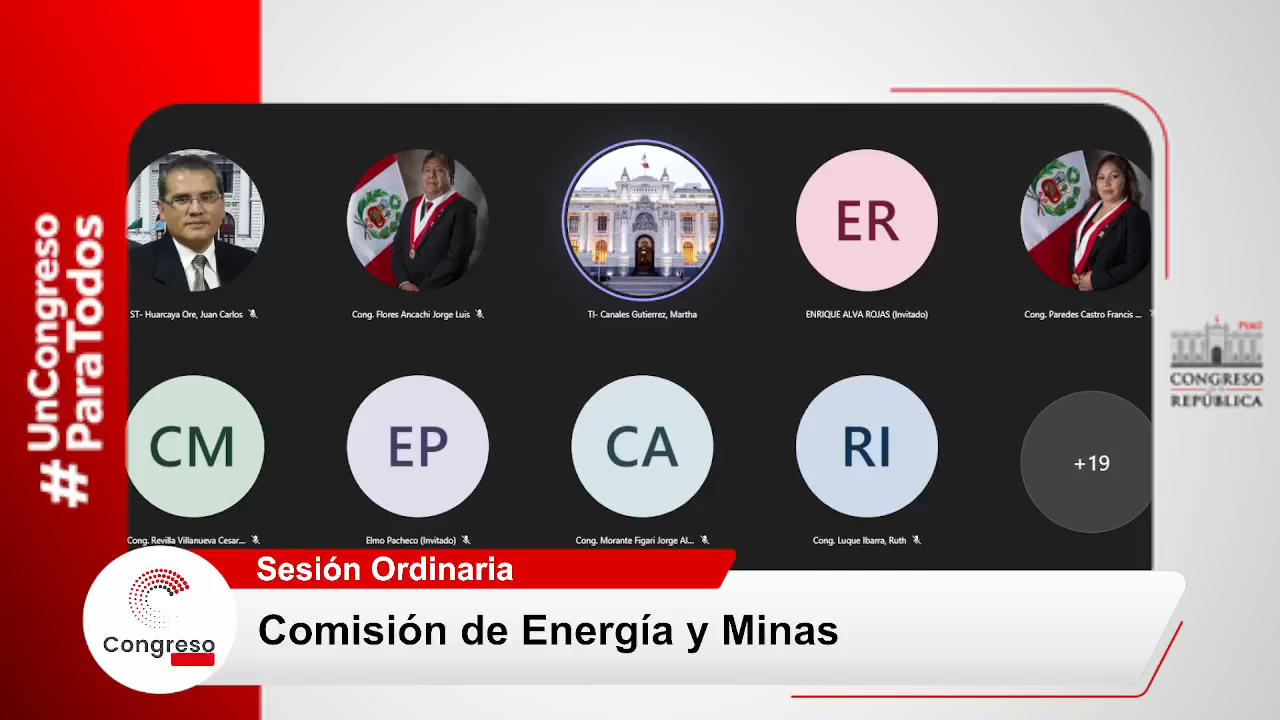 #UnCongreso
ParaTodos
ER
ST- Huarcaya Ore, Juan Carlos
Cong. Flores Ancachi Jorge Luis
TI- Canales Gutierrez, Martha
ENRIQUE ALVA ROJAS (Invitado)
Cong. Paredes Castro Francis ...
PERÚ
CONGRESO
REPÚBLICA
CM
EP
CA
RI
+19
Cong. Revilla Villanueva Cesar...
Elmo Pacheco (Invitado)
Cong. Morante Figari Jorge Al...
Cong. Luque Ibarra, Ruth
Sesión Ordinaria
Congreso
Comisión de Energía y Minas